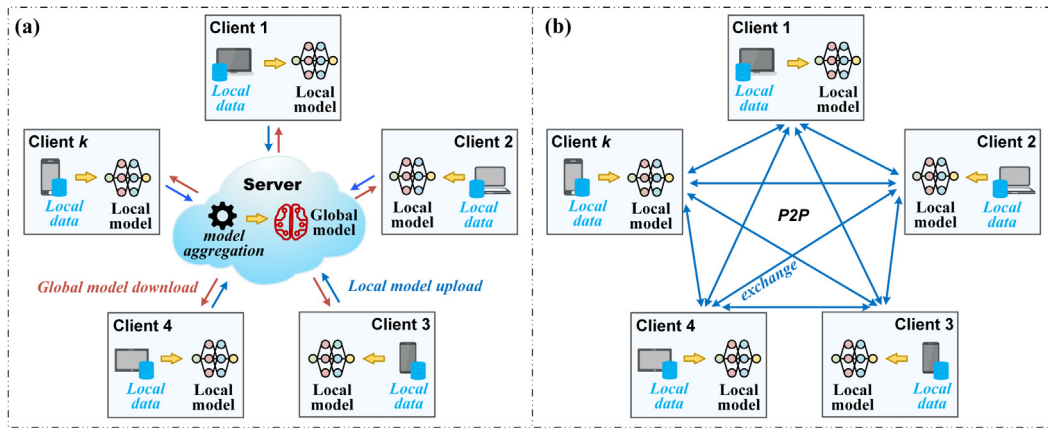 (a)
Client 1
Local
data
Local
model
Client k
Local
data
Local
model
Client 2
Local
model
Local
data
Server
model
aggregation
Global
model
Global model download
Local model upload
Client 4
Local
data
Local
model
Client 3
Local
model
Local
data
(b)
Client 1
Local
data
Local
model
Client k
Local
data
Local
model
Client 2
Local
model
Local
data
P2P
exchange
Client 4
Local
data
Local
model
Client 3
Local
model
Local
data